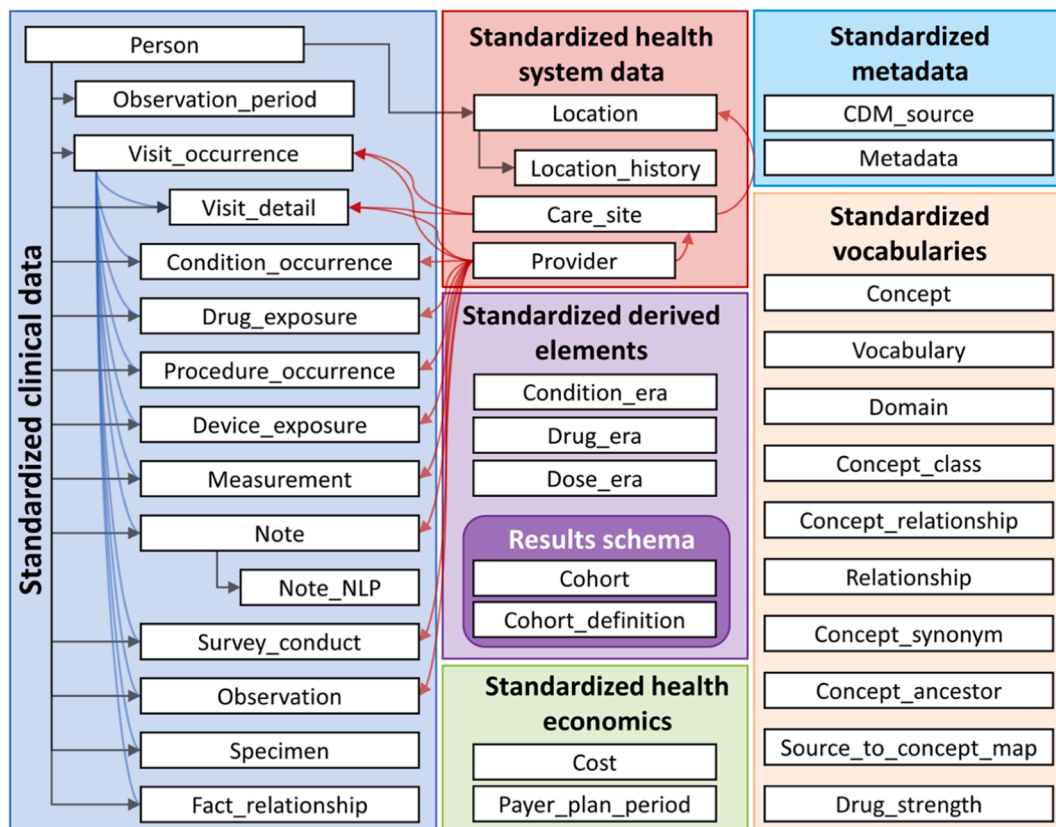 Standardized clinical data
Person
Observation_period
Visit_occurrence
Visit_detail
Condition_occurrence
Drug_exposure
Procedure_occurrence
Device_exposure
Measurement
Note
Note_NLP
Survey_conduct
Observation
Specimen
Fact_relationship
Standardized health
system data
Location
Location_history
Care_site
Provider
Standardized derived
elements
Condition_era
Drug_era
Dose_era
Results schema
Cohort
Cohort_definition
Standardized health
economics
Cost
Payer_plan_period
Standardized
metadata
CDM_source
Metadata
Standardized
vocabularies
Concept
Vocabulary
Domain
Concept_class
Concept_relationship
Relationship
Concept_synonym
Concept_ancestor
Source_to_concept_map
Drug_strength